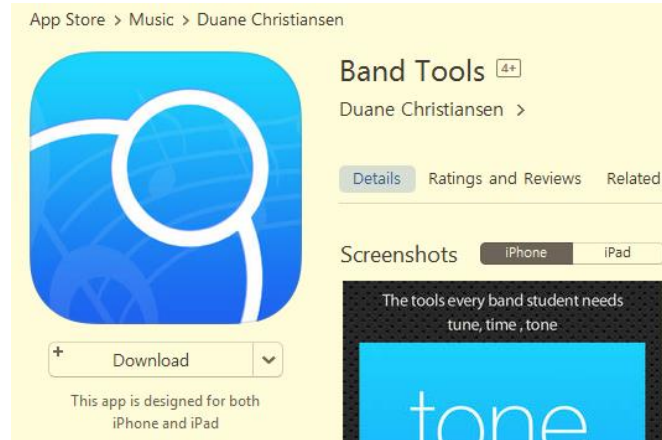 App Store > Music > Duane Christiansen
Band Tools 4+
Duane Christiansen >
Details Ratings and Reviews Related
Screenshots iPhone iPad
The tools every band student needs
tune, time , tone
tone
+ Download
This app is designed for both
iPhone and iPad